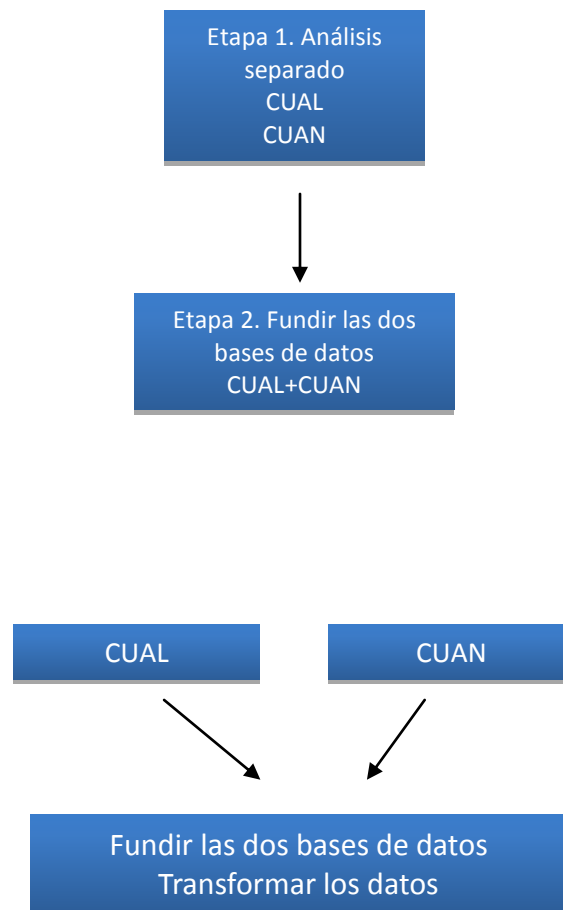 Etapa 1. Análisis
separado
CUAL
CUAN
Etapa 2. Fundir las dos
bases de datos
CUAL+CUAN
CUAL
CUAN
Fundir las dos bases de datos
Transformar los datos